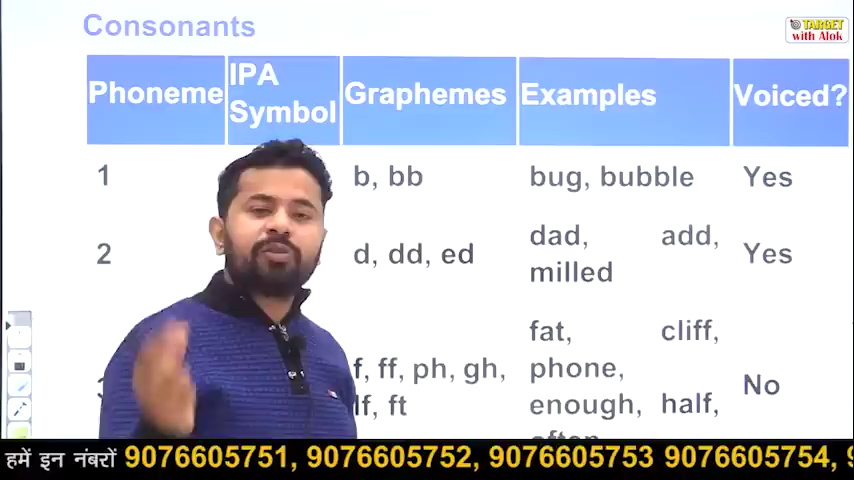 Consonants
TARGET
with Alok
Phoneme IPA Symbol Graphemes Examples Voiced?
1 b, bb bug, bubble Yes
2 d, dd, ed dad, add, milled Yes
f, ff, ph, gh, lf, ft fat, cliff, phone, enough, half, often No
हमें इन नंबरों 9076605751, 9076605752, 9076605753 9076605754, 9